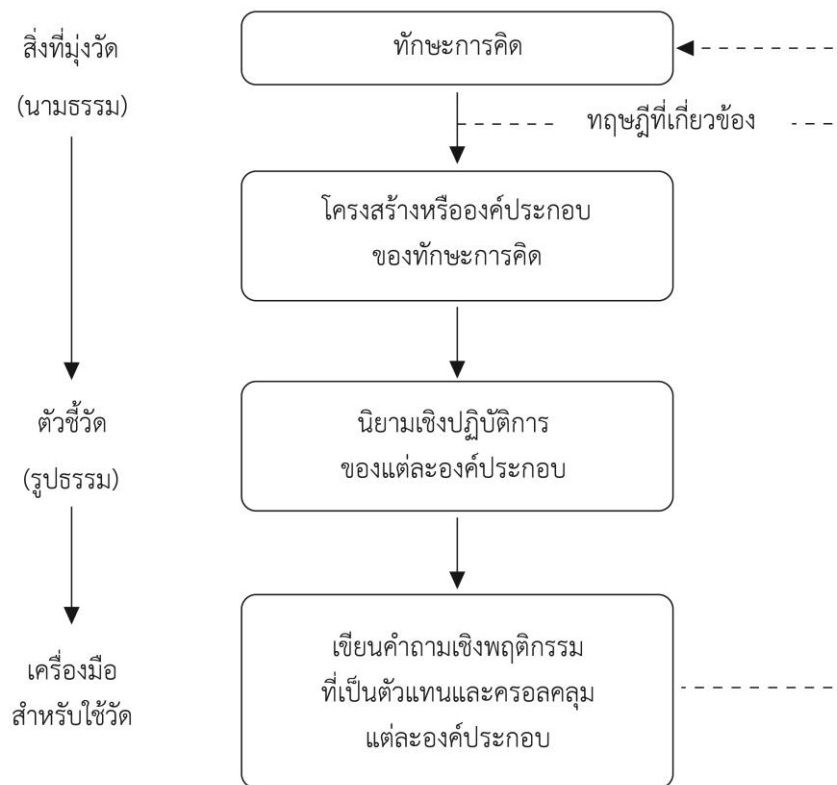 สิ่งที่มุ่งวัด
(นามธรรม)
ทักษะการคิด
ทฤษฎีที่เกี่ยวข้อง
โครงสร้างหรือองค์ประกอบ
ของทักษะการคิด
ตัวชี้วัด
(รูปธรรม)
นิยามเชิงปฏิบัติการ
ของแต่ละองค์ประกอบ
เครื่องมือ
สำหรับใช้วัด
เขียนคำถามเชิงพฤติกรรม
ที่เป็นตัวแทนและครอลคลุม
แต่ละองค์ประกอบ